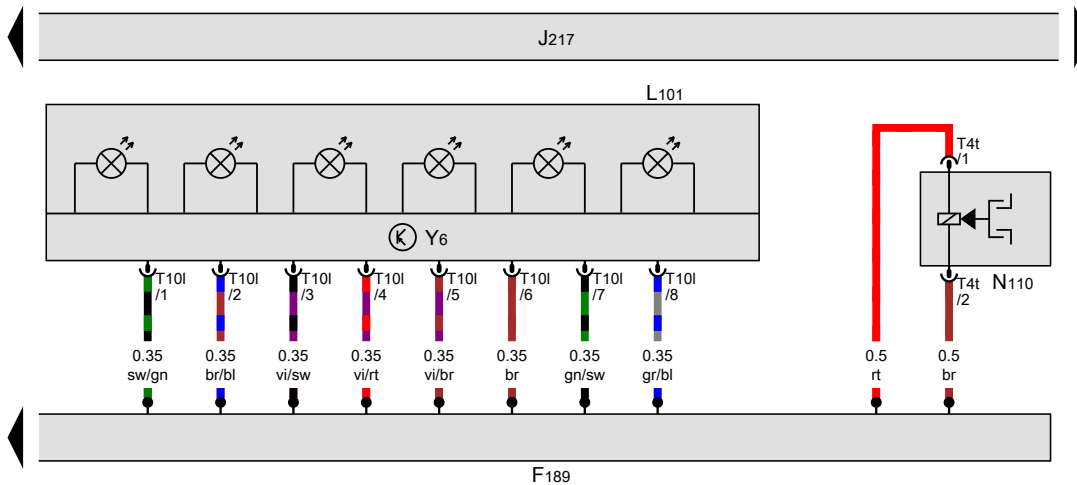 J217
L101
T4t
/1
Y6
N110
T10l
/1
T10l
/2
T10l
/3
T10l
/4
T10l
/5
T10l
/6
T10l
/7
T10l
/8
T4t
/2
0.35
sw/gn
0.35
br/bl
0.35
vi/sw
0.35
vi/rt
0.35
vi/br
0.35
br
0.35
gn/sw
0.35
gr/bl
0.5
rt
0.5
br
F189